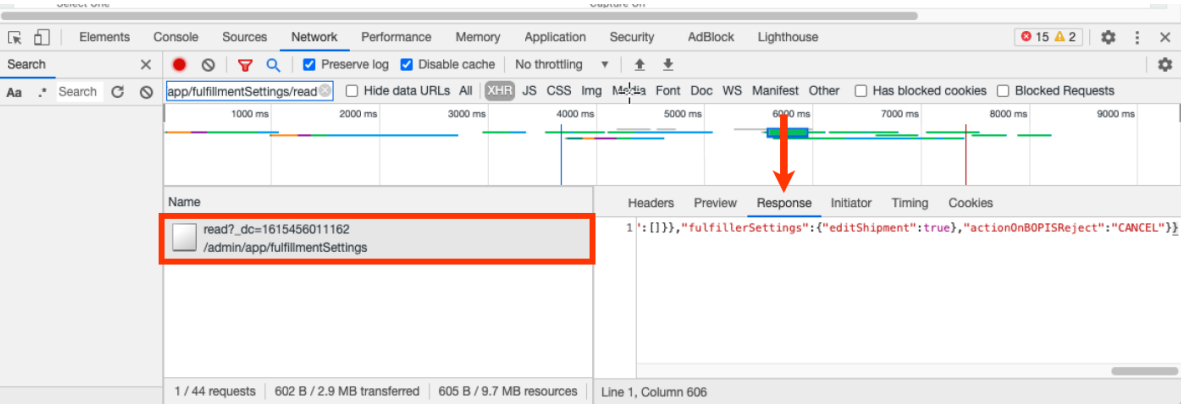 Select One Capture On
Elements Console Sources Network Performance Memory Application Security AdBlock Lighthouse 15 2
Search Preserve log Disable cache No throttling
Aa .* Search app/fulfillmentSettings/read Hide data URLs All XHR JS CSS Img Media Font Doc WS Manifest Other Has blocked cookies Blocked Requests
1000 ms 2000 ms 3000 ms 4000 ms 5000 ms 6000 ms 7000 ms 8000 ms 9000 ms
Name
Headers Preview Response Initiator Timing Cookies
read?_dc=1615456011162
/admin/app/fulfillmentSettings
1 ':[]}},"fulfillerSettings":{"editShipment":true},"actionOnBOPISReject":"CANCEL"}}
1 / 44 requests 602 B / 2.9 MB transferred 605 B / 9.7 MB resources Line 1, Column 606